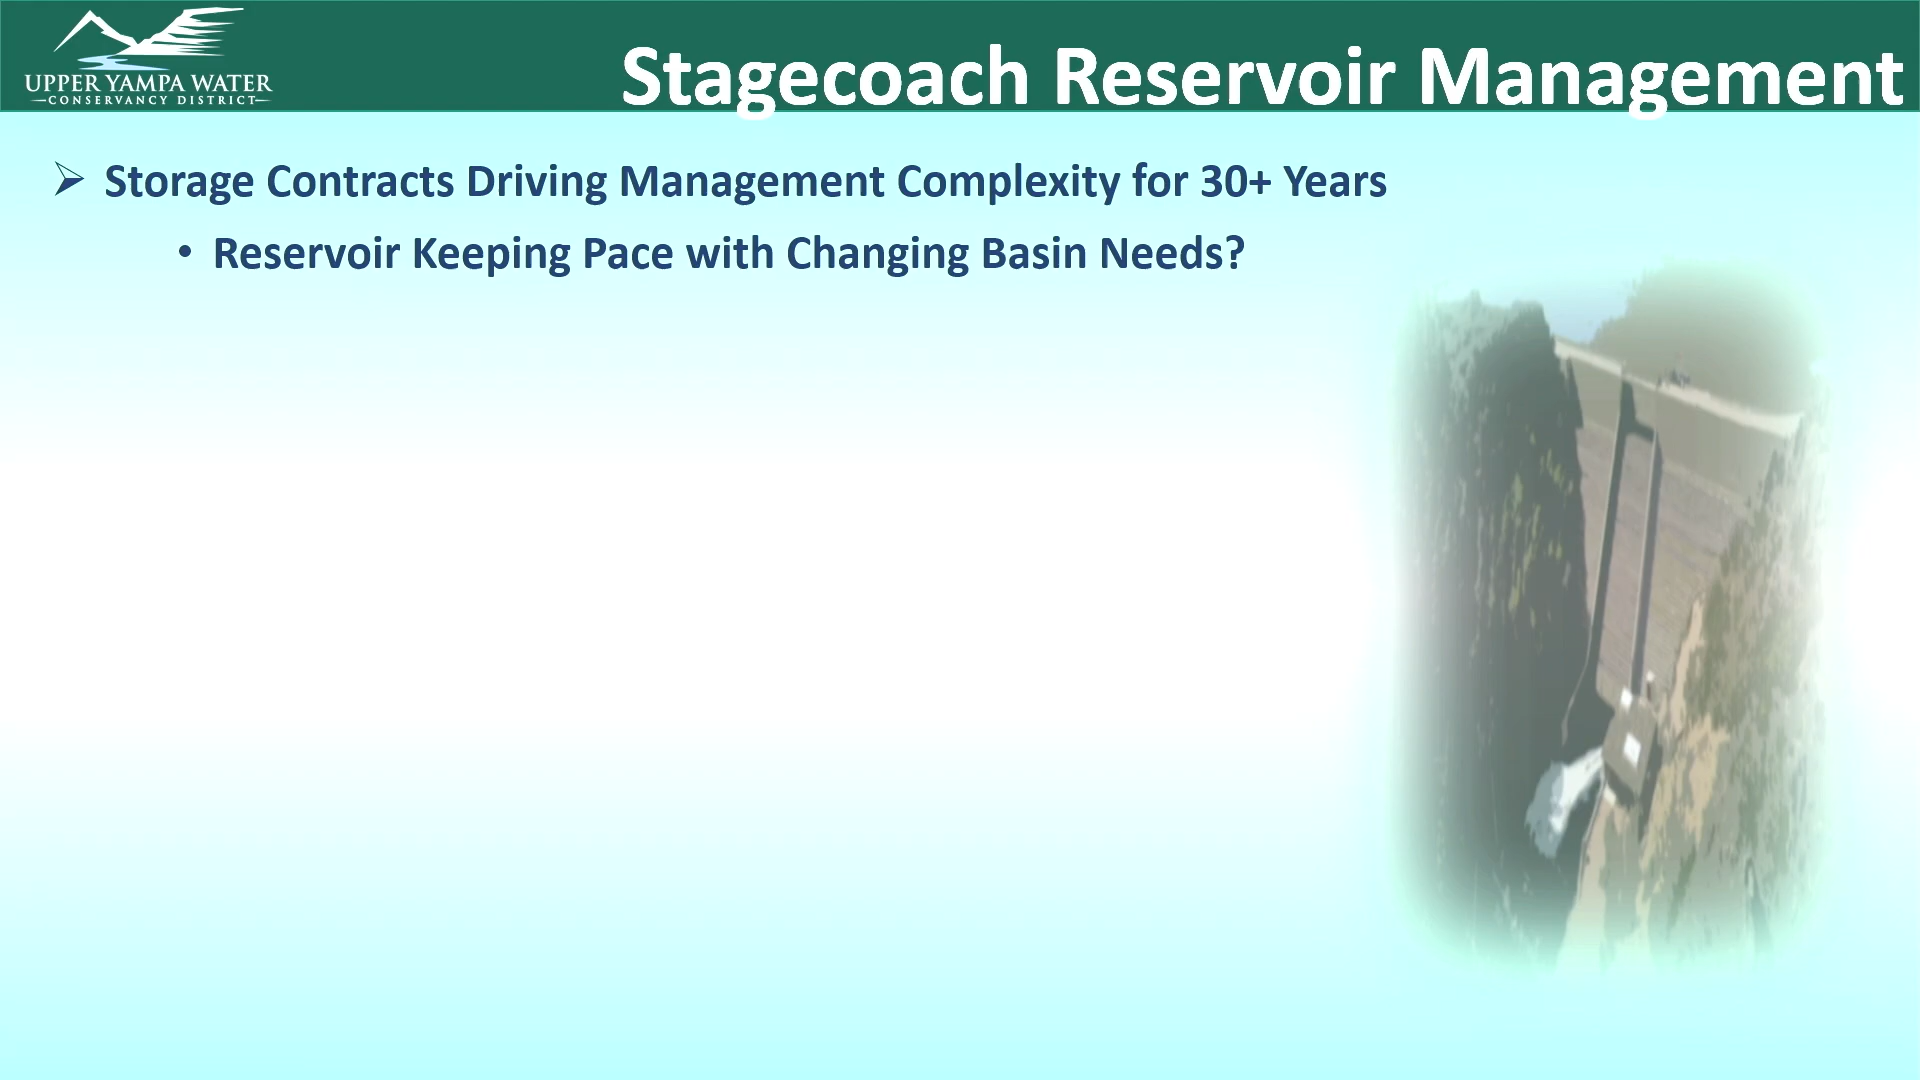 UPPER YAMPA WATER
CONSERVANCY DISTRICT
Stagecoach Reservoir Management
Storage Contracts Driving Management Complexity for 30+ Years
• Reservoir Keeping Pace with Changing Basin Needs?